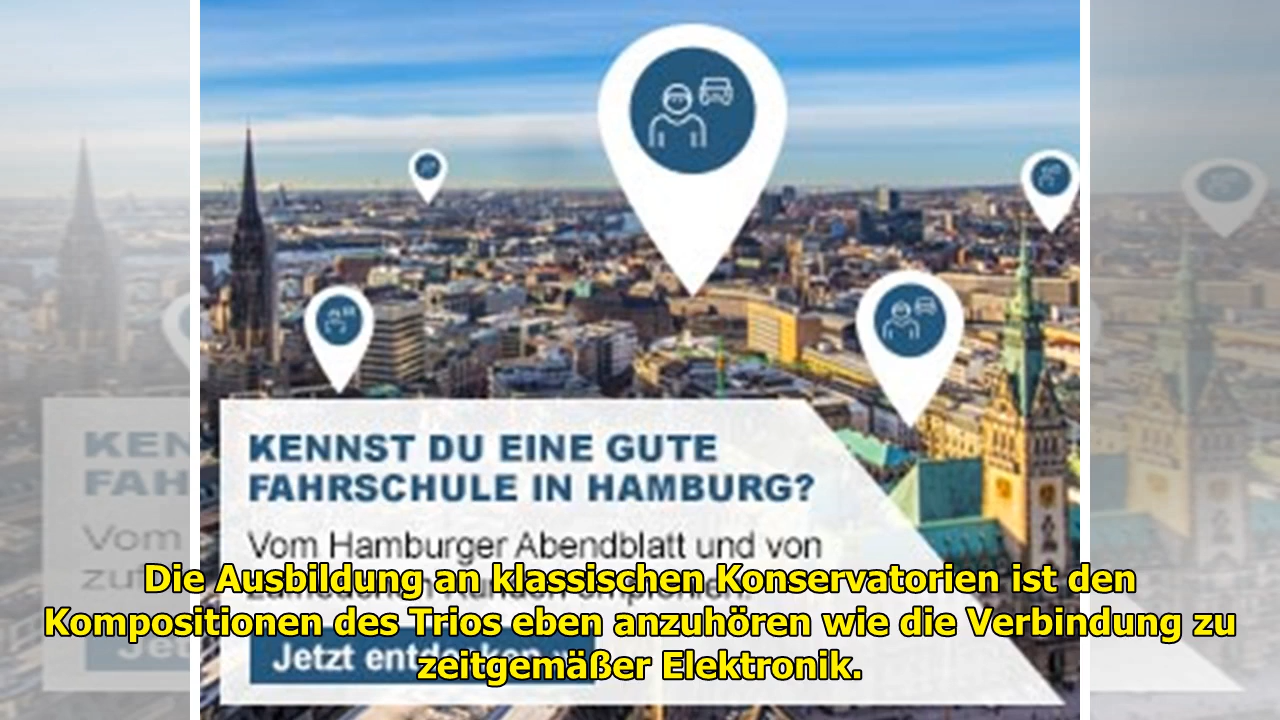 KENNST DU EINE GUTE
FAHRSCHULE IN HAMBURG?
Vom Hamburger Abendblatt und von
Die Ausbildung an klassischen Konservatorien ist den
Kompositionen des Trios eben anzuhören wie die Verbindung zu
Jetzt
zeitgemäßer Elektronik.